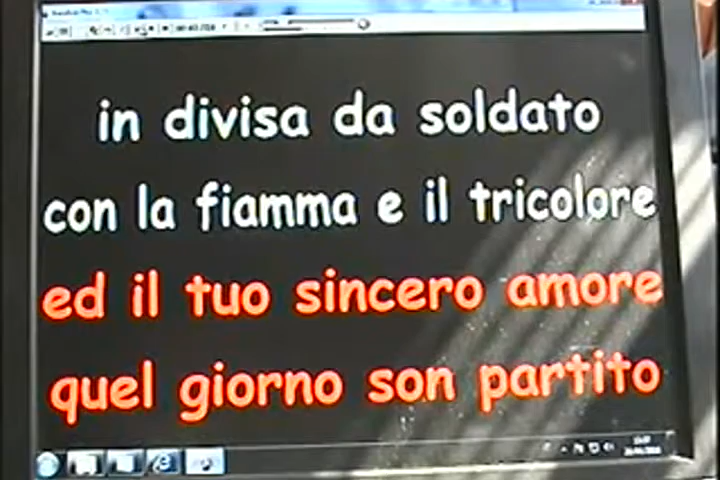 in divisa da soldato
con la fiamma e il tricolore
ed il tuo sincero amore
quel giorno son partito